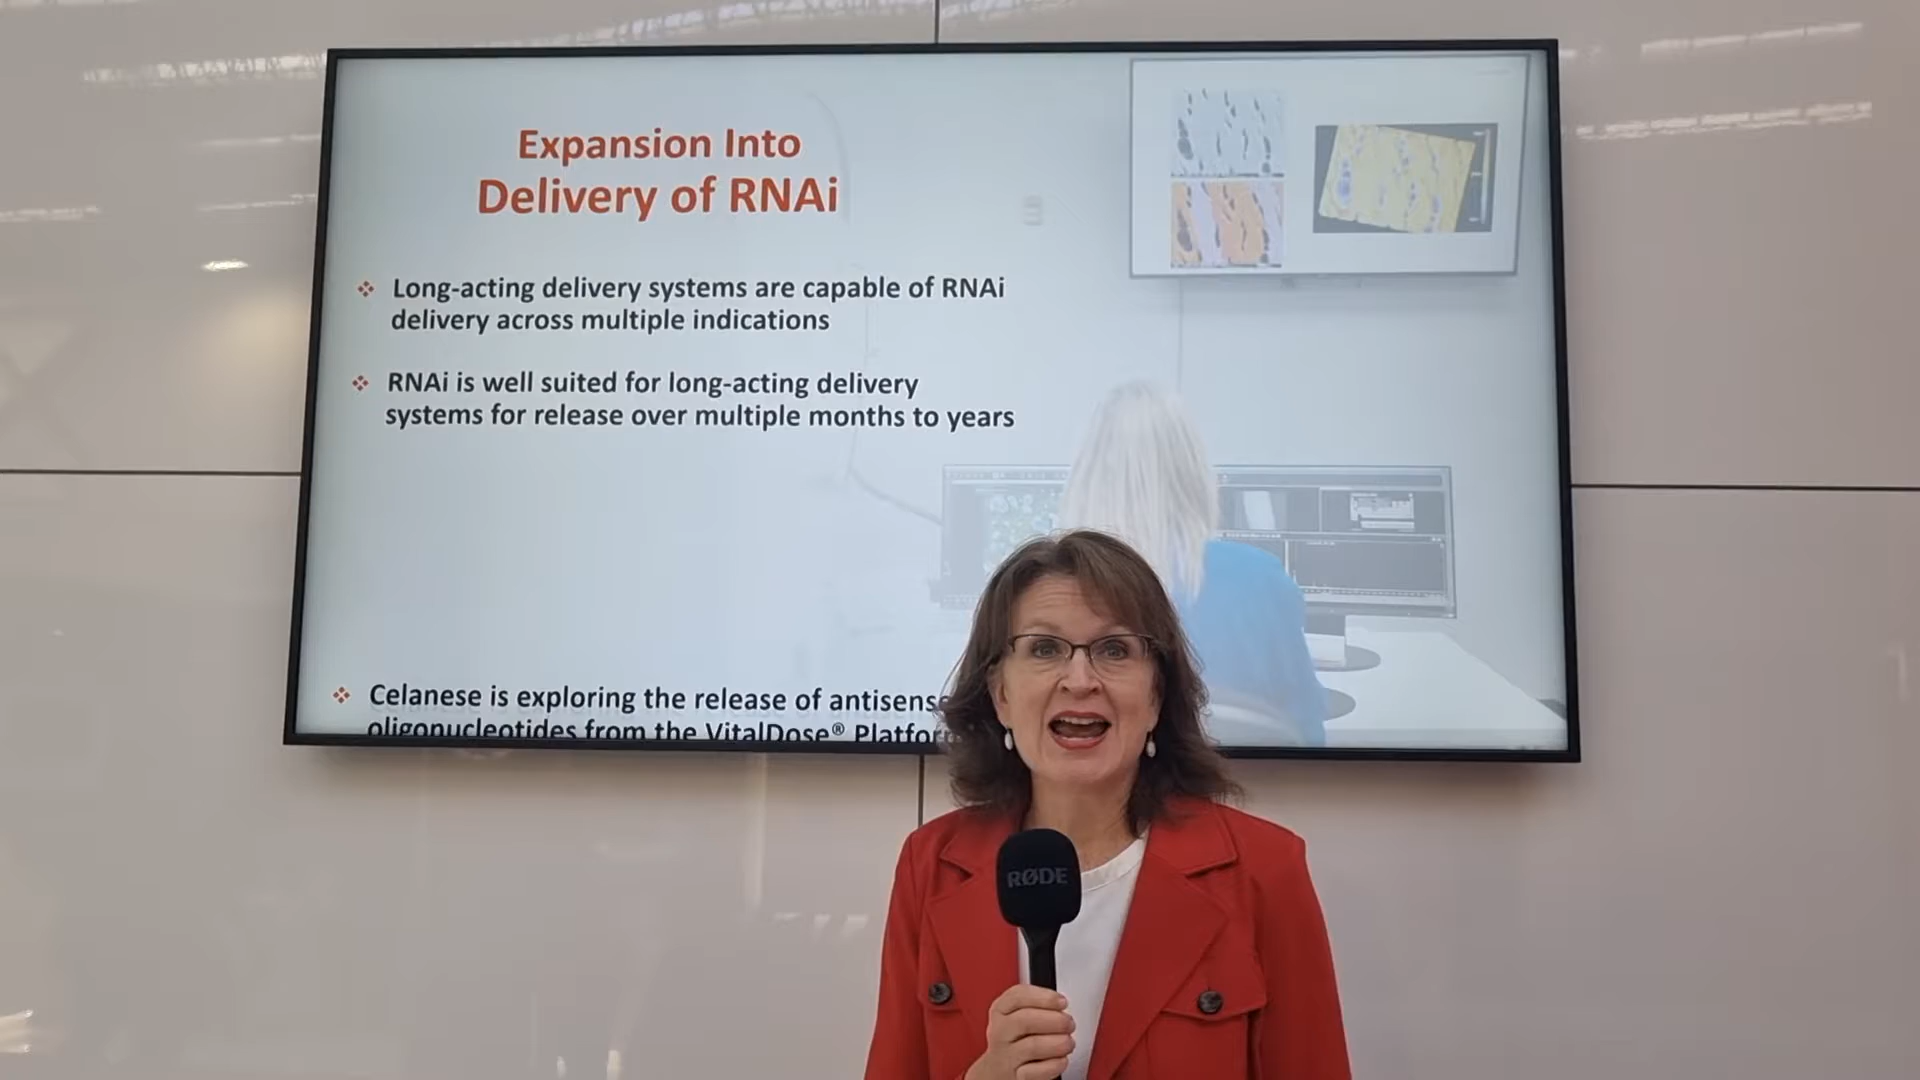 Expansion Into
Delivery of RNAi
Long-acting delivery systems are capable of RNAi
delivery across multiple indications
RNAi is well suited for long-acting delivery
systems for release over multiple months to years
Celanese is exploring the release of antisense
oligonucleotides from the VitalDose®
RØDE